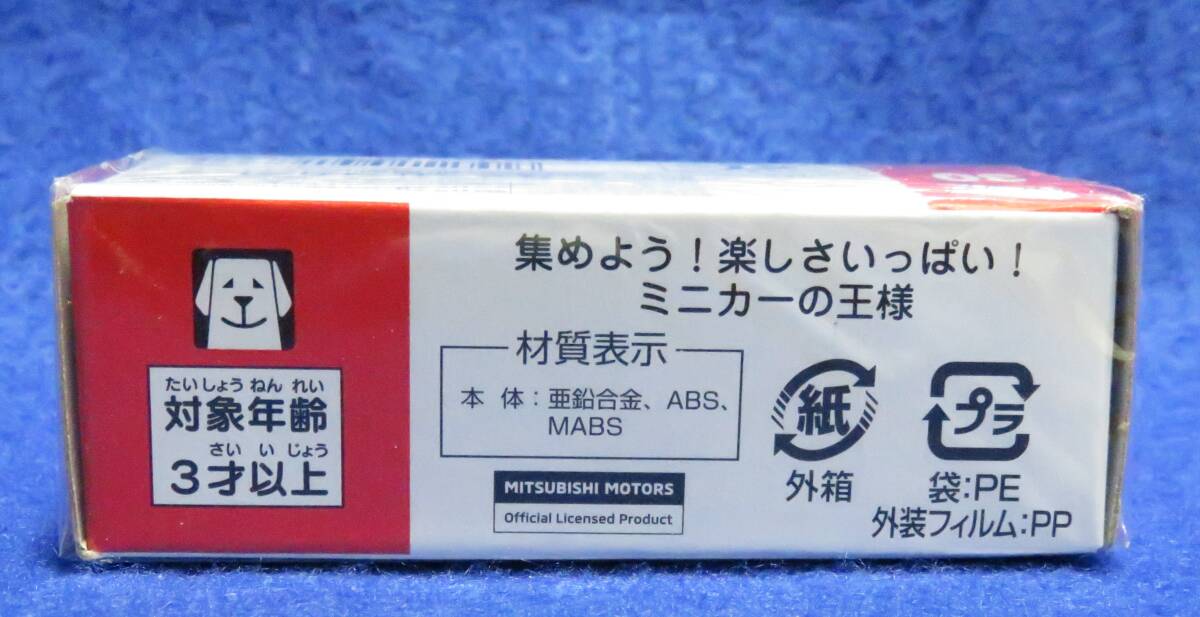 たいしょう ねん れい
対象年齢
さい い じょう
3才以上
集めよう！楽しさいっぱい！
ミニカーの王様
材質表示
本 体：亜鉛合金、ABS、
MABS
MITSUBISHI MOTORS
Official Licensed Product
紙
外箱
プラ
袋:PE
外装フィルム:PP
30